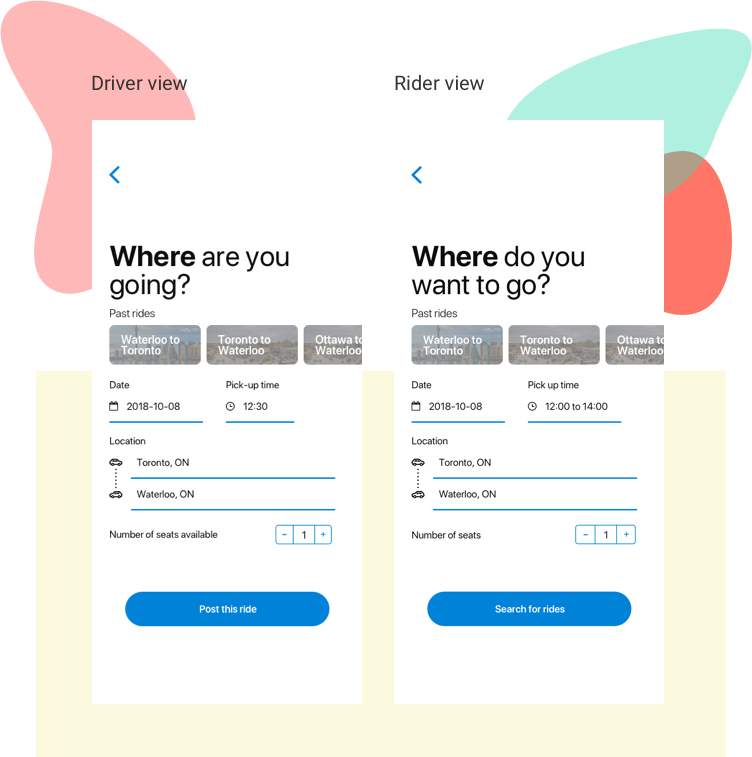 Driver view
Where are you
going?
Past rides
Waterloo to
Toronto
Toronto to
Waterloo
Ottawa to
Waterloo
Date
Pick-up time
2018-10-08
12:30
Location
Toronto, ON
Waterloo, ON
Number of seats available
- 1 +
Post this ride
Rider view
Where do you
want to go?
Past rides
Waterloo to
Toronto
Toronto to
Waterloo
Ottawa to
Waterloo
Date
Pick up time
2018-10-08
12:00 to 14:00
Location
Toronto, ON
Waterloo, ON
Number of seats
- 1 +
Search for rides